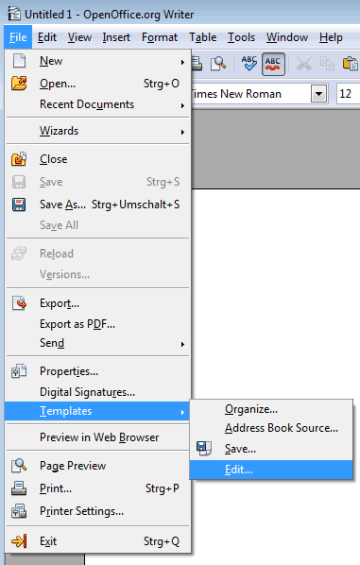 Untitled 1 - OpenOffice.org Writer
File Edit View Insert Format Table Tools Window Help
New
Open... Strg+O
Recent Documents
Wizards
Close
Save Strg+S
Save As... Strg+Umschalt+S
Save All
Reload
Versions...
Export...
Export as PDF...
Send
Properties...
Digital Signatures...
Templates
Preview in Web Browser
Page Preview
Print... Strg+P
Printer Settings...
Exit Strg+Q
ABC ABC
Times New Roman 12
Organize...
Address Book Source...
Save...
Edit...